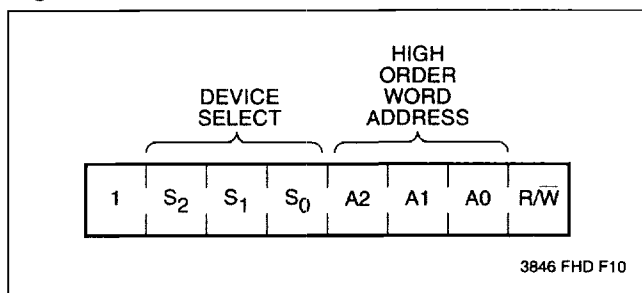 HIGH
ORDER
WORD
ADDRESS
DEVICE
SELECT
1 S₂ S₁ S₀ A2 A1 A0 R/W̅
3846 FHD F10